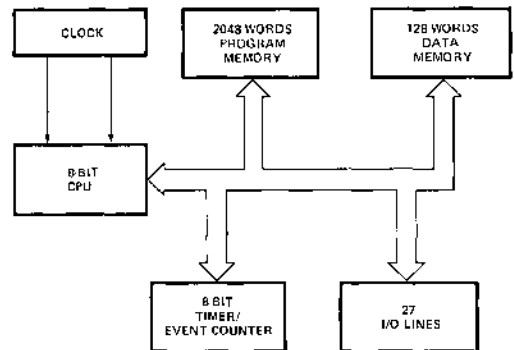 CLOCK
2048 WORDS
PROGRAM
MEMORY
128 WORDS
DATA
MEMORY
8-BIT
CPU
8 BIT
TIMER/
EVENT COUNTER
27
I/O LINES